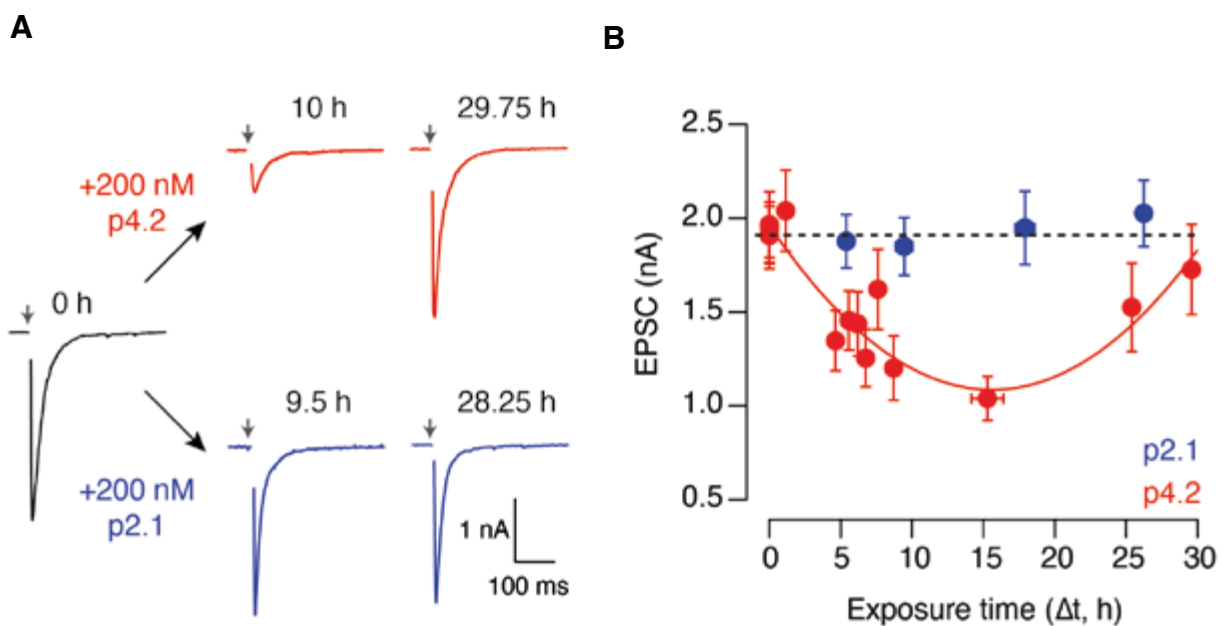 A
B
10 h
29.75 h
+200 nM
p4.2
0 h
9.5 h
28.25 h
+200 nM
p2.1
1 nA
100 ms
EPSC (nA)
2.5
2.0
1.5
1.0
0.5
p2.1
p4.2
0 5 10 15 20 25 30
Exposure time (Δt, h)